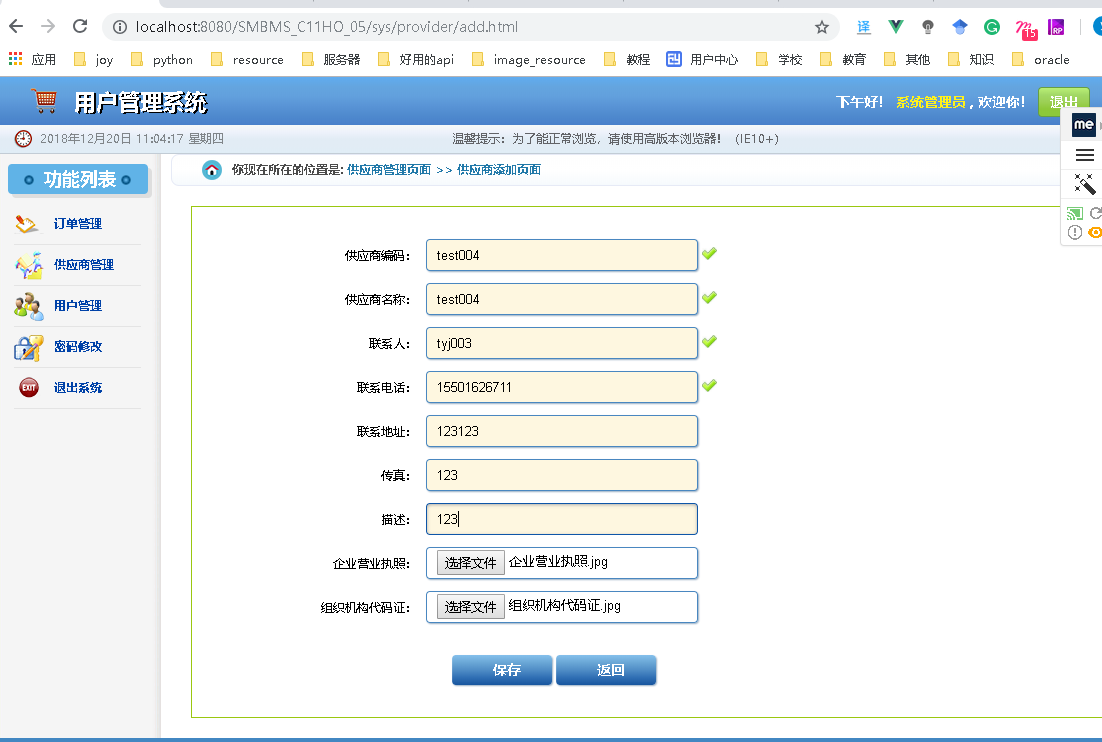 localhost:8080/SMBMS_C11HO_05/sys/provider/add.html 译 15 RP
应用 joy python resource 服务器 好用的api image_resource 教程 用户中心 学校 教育 其他 知识 oracle
用户管理系统 下午好! 系统管理员 , 欢迎你! 退出
2018年12月20日 11:04:17 星期四 温馨提示：为了能正常浏览，请使用高版本浏览器！（IE10+）
me
功能列表 你现在所在的位置是: 供应商管理页面 >> 供应商添加页面
订单管理
供应商管理
用户管理
密码修改
EXIT 退出系统
供应商编码： test004
供应商名称： test004
联系人： tyj003
联系电话： 15501626711
联系地址： 123123
传真： 123
描述： 123
企业营业执照： 选择文件 企业营业执照.jpg
组织机构代码证： 选择文件 组织机构代码证.jpg
保存 返回